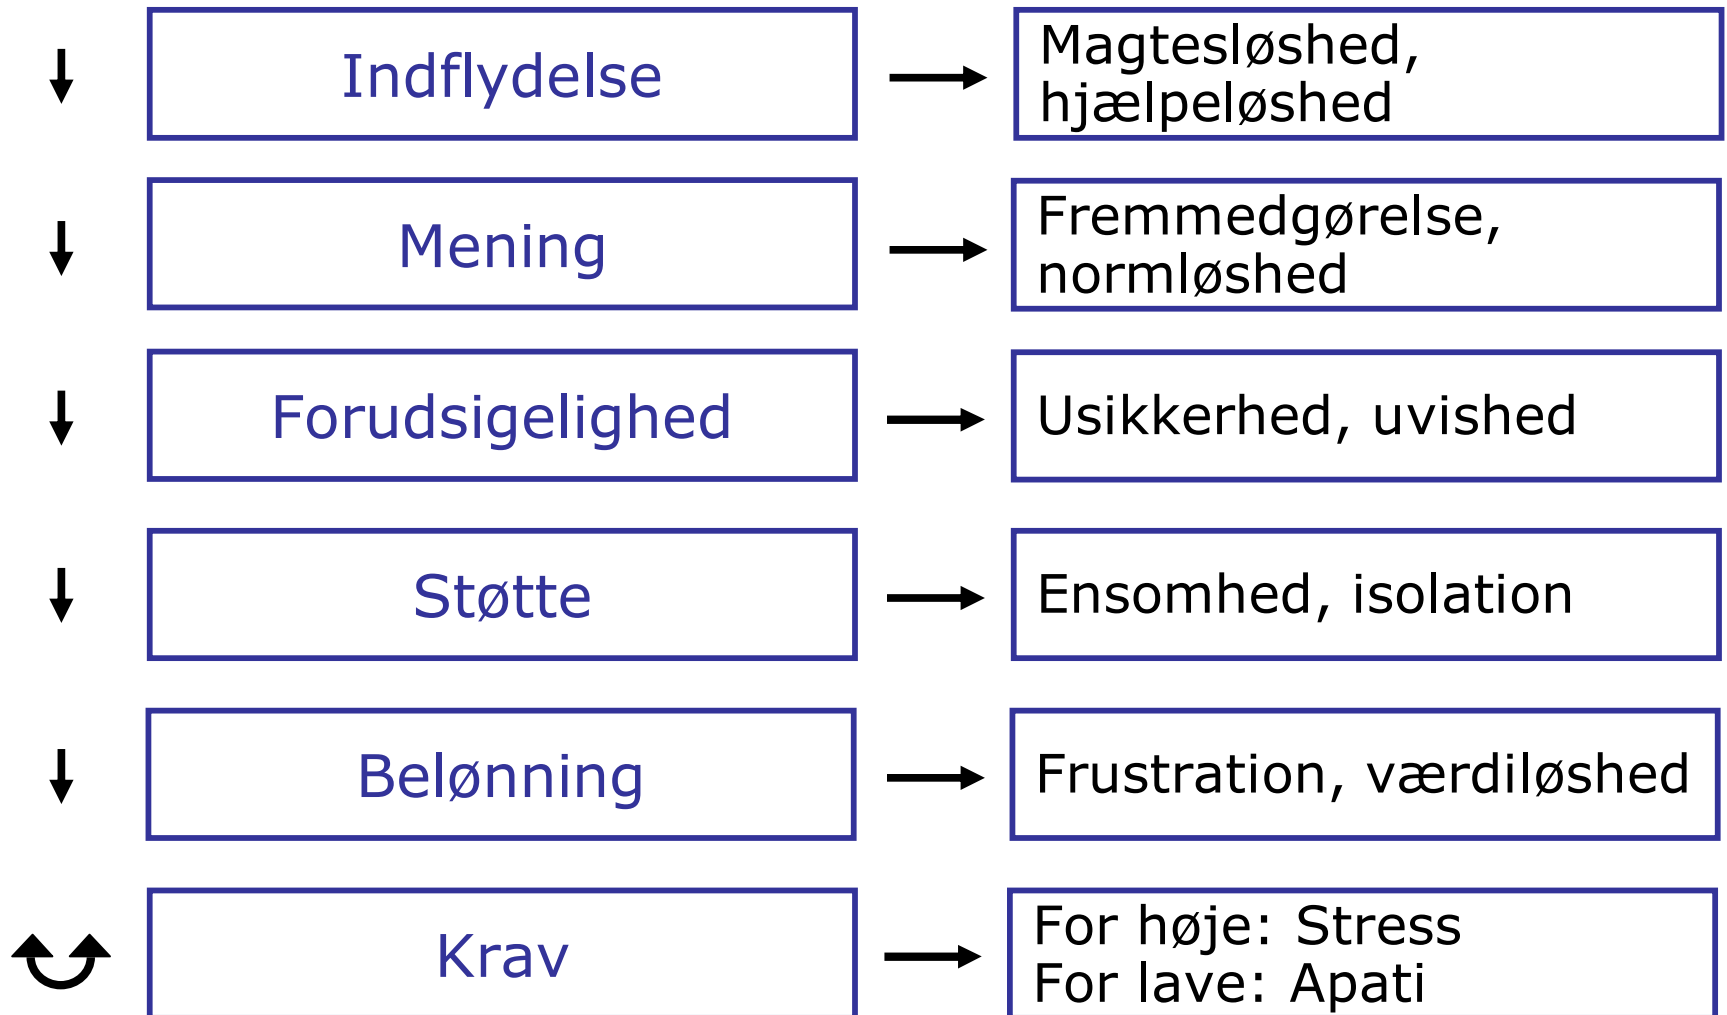 Indflydelse
Magtesløshed,
hjælpeløshed
Mening
Fremmedgørelse,
normløshed
Forudsigelighed
Usikkerhed, uvished
Støtte
Ensomhed, isolation
Belønning
Frustration, værdiløshed
Krav
For høje: Stress
For lave: Apati